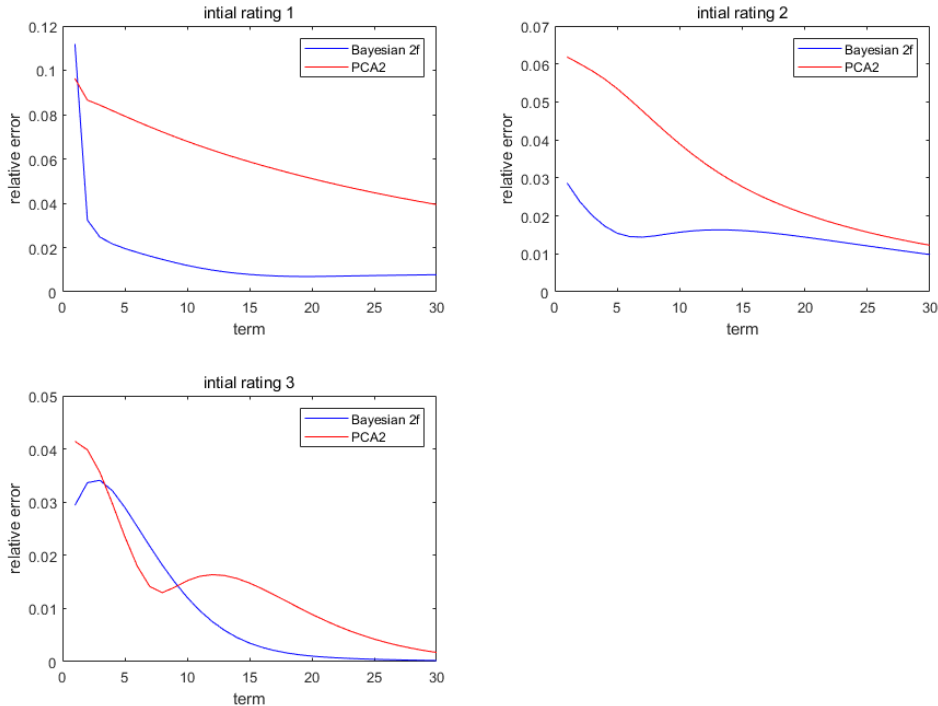 intial rating 1
0.12
0.1
0.08
0.06
0.04
0.02
0
relative error
Bayesian 2f
PCA2
0 5 10 15 20 25 30
term
intial rating 2
0.07
0.06
0.05
0.04
0.03
0.02
0.01
0
relative error
Bayesian 2f
PCA2
0 5 10 15 20 25 30
term
intial rating 3
0.05
0.04
0.03
0.02
0.01
0
relative error
Bayesian 2f
PCA2
0 5 10 15 20 25 30
term